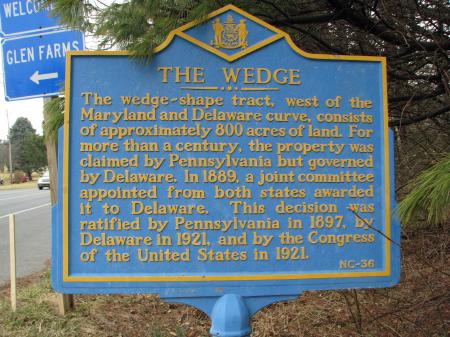 WELCOME
GLEN FARMS
THE WEDGE
The wedge-shape tract, west of the
Maryland and Delaware curve, consists
of approximately 800 acres of land. For
more than a century, the property was
claimed by Pennsylvania but governed
by Delaware. In 1889, a joint committee
appointed from both states awarded
it to Delaware. This decision was
ratified by Pennsylvania in 1897, by
Delaware in 1921, and by the Congress
of the United States in 1921.
NC-36